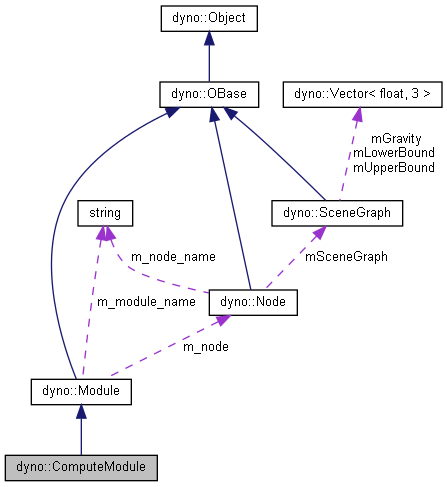 dyno::Object
dyno::OBase
dyno::Vector< float, 3 >
mGravity
mLowerBound
mUpperBound
string
dyno::SceneGraph
m_node_name
mSceneGraph
m_module_name
dyno::Node
m_node
dyno::Module
dyno::ComputeModule